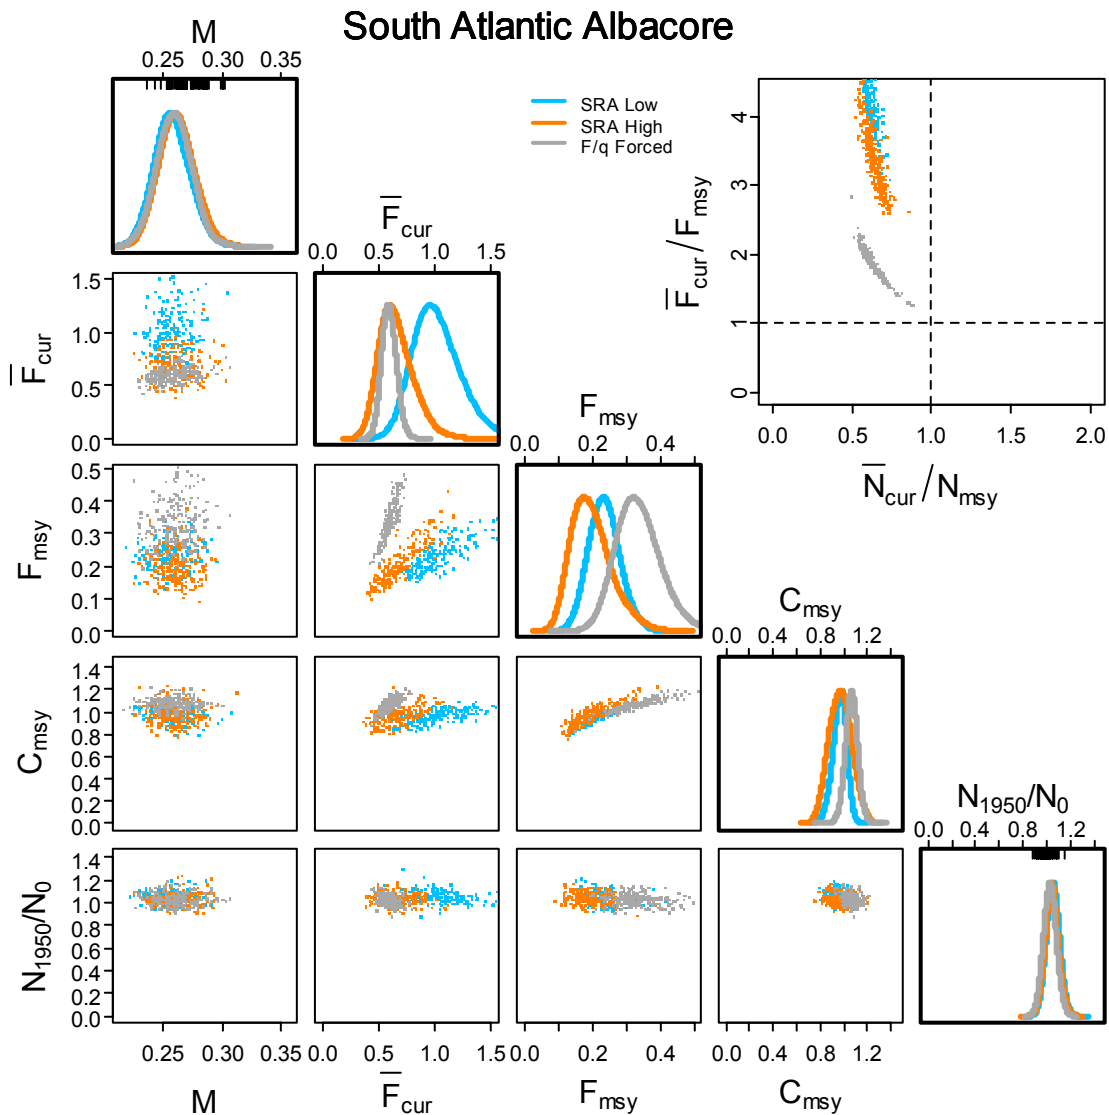 South Atlantic Albacore
M
0.25 0.30 0.35
SRA Low
SRA High
F/q Forced
4
3
2
1
0
F̅cur / Fmsy
0.0 0.5 1.0 1.5 2.0
N̅cur / Nmsy
F̅cur
0.0 0.5 1.0 1.5
1.5
1.0
0.5
0.0
F̅cur
Fmsy
0.0 0.2 0.4
0.5
0.4
0.3
0.2
0.1
0.0
Fmsy
Cmsy
0.0 0.4 0.8 1.2
1.4
1.2
1.0
0.8
0.6
0.4
0.2
0.0
Cmsy
N1950/N0
0.0 0.4 0.8 1.2
1.4
1.2
1.0
0.8
0.6
0.4
0.2
0.0
N1950/N0
0.25 0.30 0.35
0.0 0.5 1.0 1.5
0.0 0.2 0.4
0.0 0.4 0.8 1.2
M
F̅cur
Fmsy
Cmsy